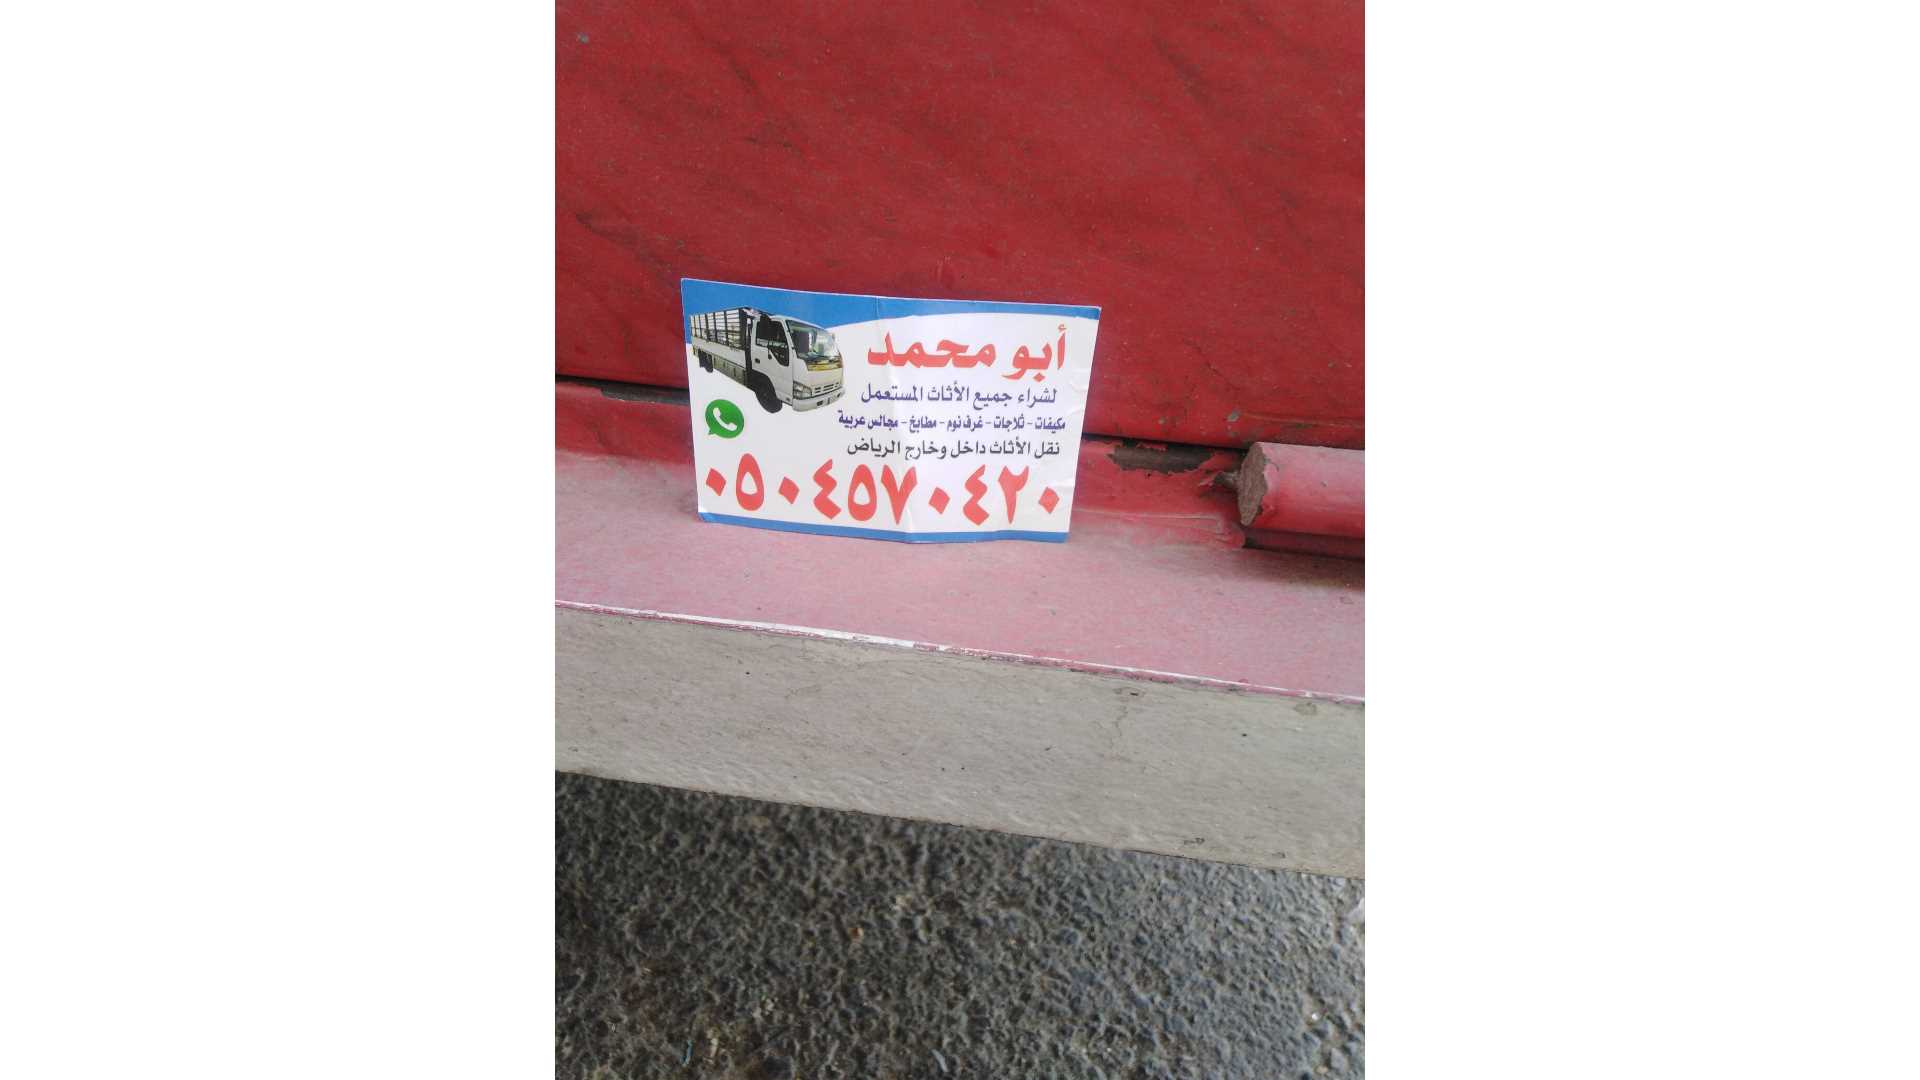 أبو محمد
لشراء جميع الأثاث المستعمل
مكيفات - ثلاجات - غرف نوم - مطابخ - مجالس عربية
نقل الأثاث داخل وخارج الرياض
٠٥٠٤٥٧٠٤٢٠